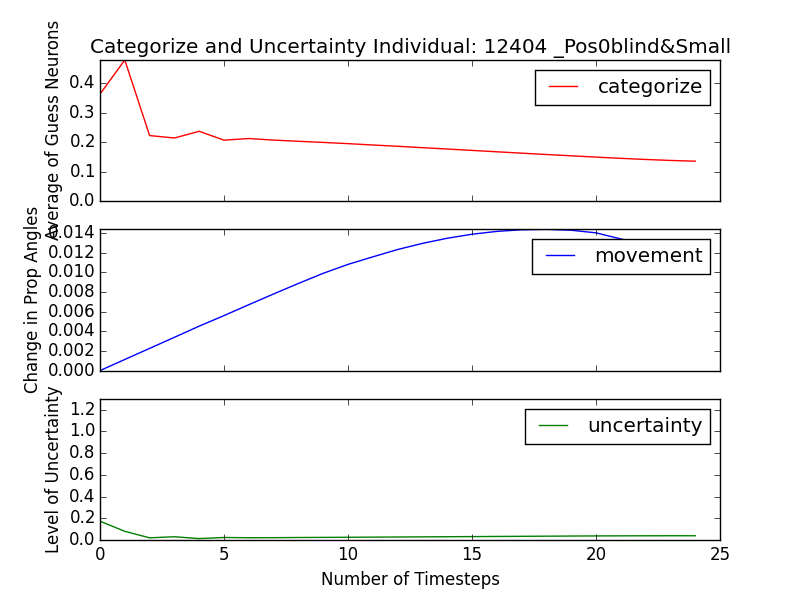 Categorize and Uncertainty Individual: 12404 _Pos0blind&Small
Average of Guess Neurons
0.4
0.3
0.2
0.1
0.0
categorize
Change in Prop Angles
0.014
0.012
0.010
0.008
0.006
0.004
0.002
0.000
movement
Level of Uncertainty
1.2
1.0
0.8
0.6
0.4
0.2
0.0
uncertainty
0 5 10 15 20 25
Number of Timesteps